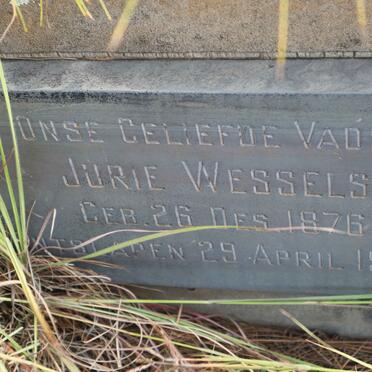 ONSE GELIEFDE VAD
JURIE WESSELS
GEB. 26 DES. 1876
29 APRIL